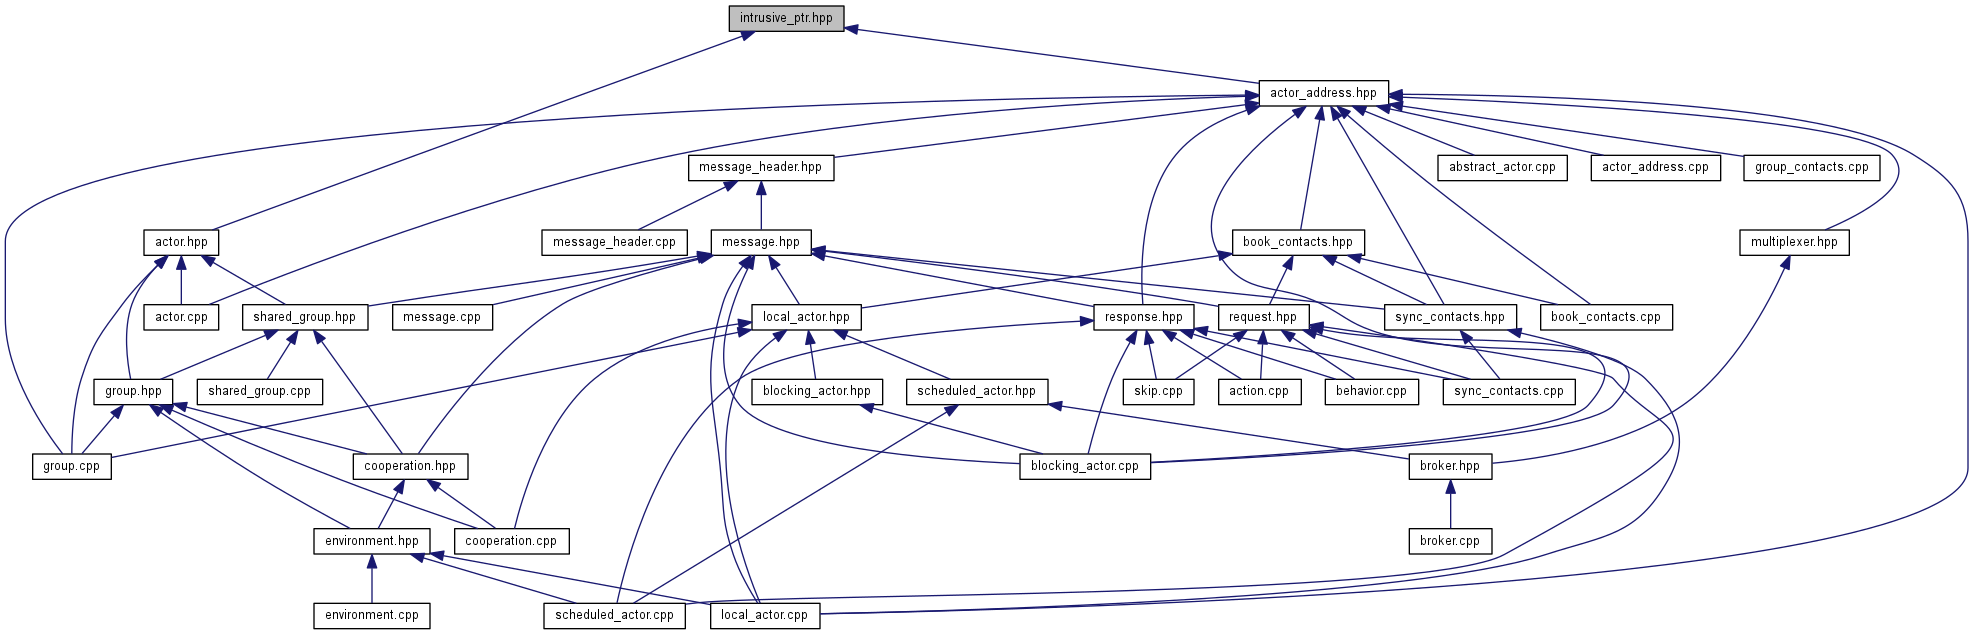 intrusive_ptr.hpp
actor_address.hpp
message_header.hpp
abstract_actor.cpp
actor_address.cpp
group_contacts.cpp
actor.hpp
message_header.cpp
message.hpp
book_contacts.hpp
multiplexer.hpp
actor.cpp
shared_group.hpp
message.cpp
local_actor.hpp
response.hpp
request.hpp
sync_contacts.hpp
book_contacts.cpp
group.hpp
shared_group.cpp
blocking_actor.hpp
scheduled_actor.hpp
skip.cpp
action.cpp
behavior.cpp
sync_contacts.cpp
group.cpp
cooperation.hpp
blocking_actor.cpp
broker.hpp
environment.hpp
cooperation.cpp
broker.cpp
environment.cpp
scheduled_actor.cpp
local_actor.cpp